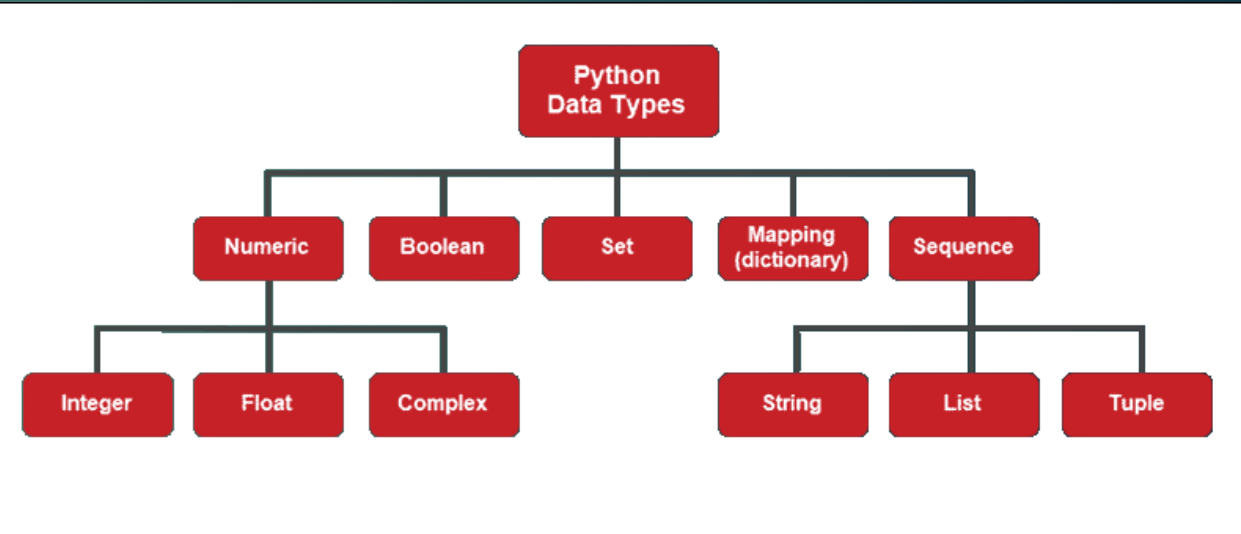 Python
Data Types
Numeric
Boolean
Set
Mapping
(dictionary)
Sequence
Integer
Float
Complex
String
List
Tuple